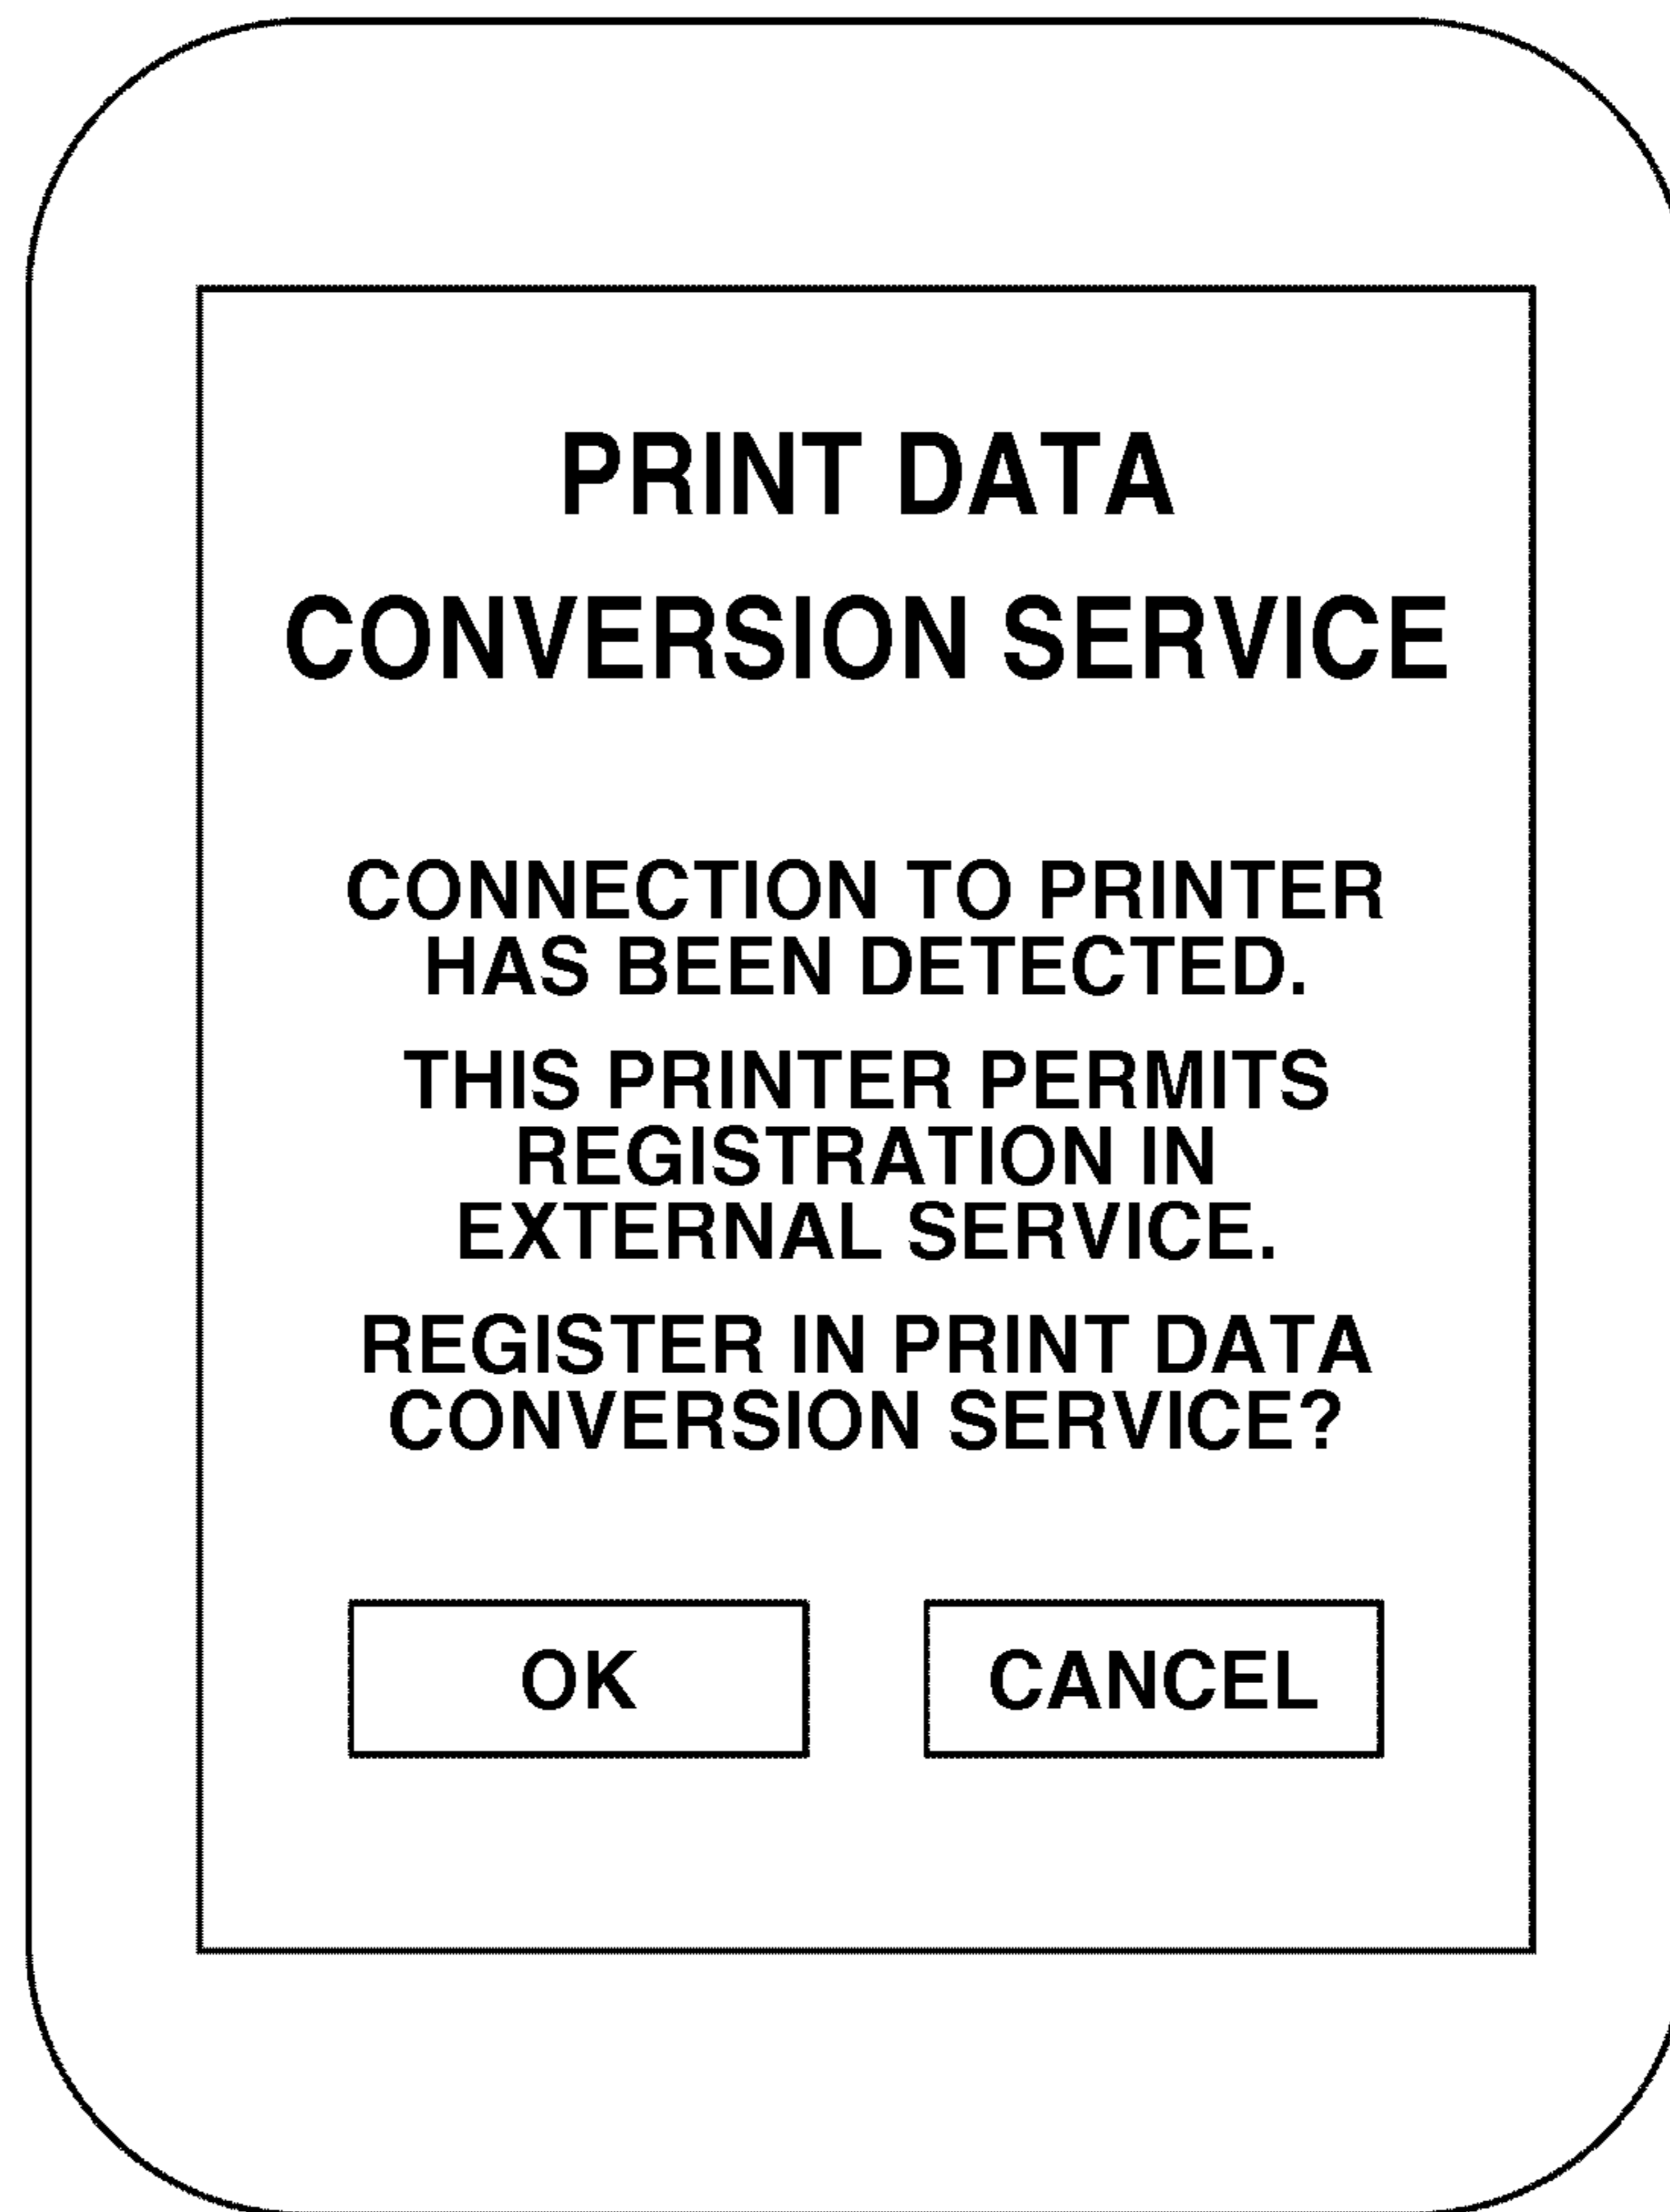 PRINT DATA
CONVERSION SERVICE
CONNECTION TO PRINTER
HAS BEEN DETECTED.
THIS PRINTER PERMITS
REGISTRATION IN
EXTERNAL SERVICE.
REGISTER IN PRINT DATA
CONVERSION SERVICE?
OK
CANCEL